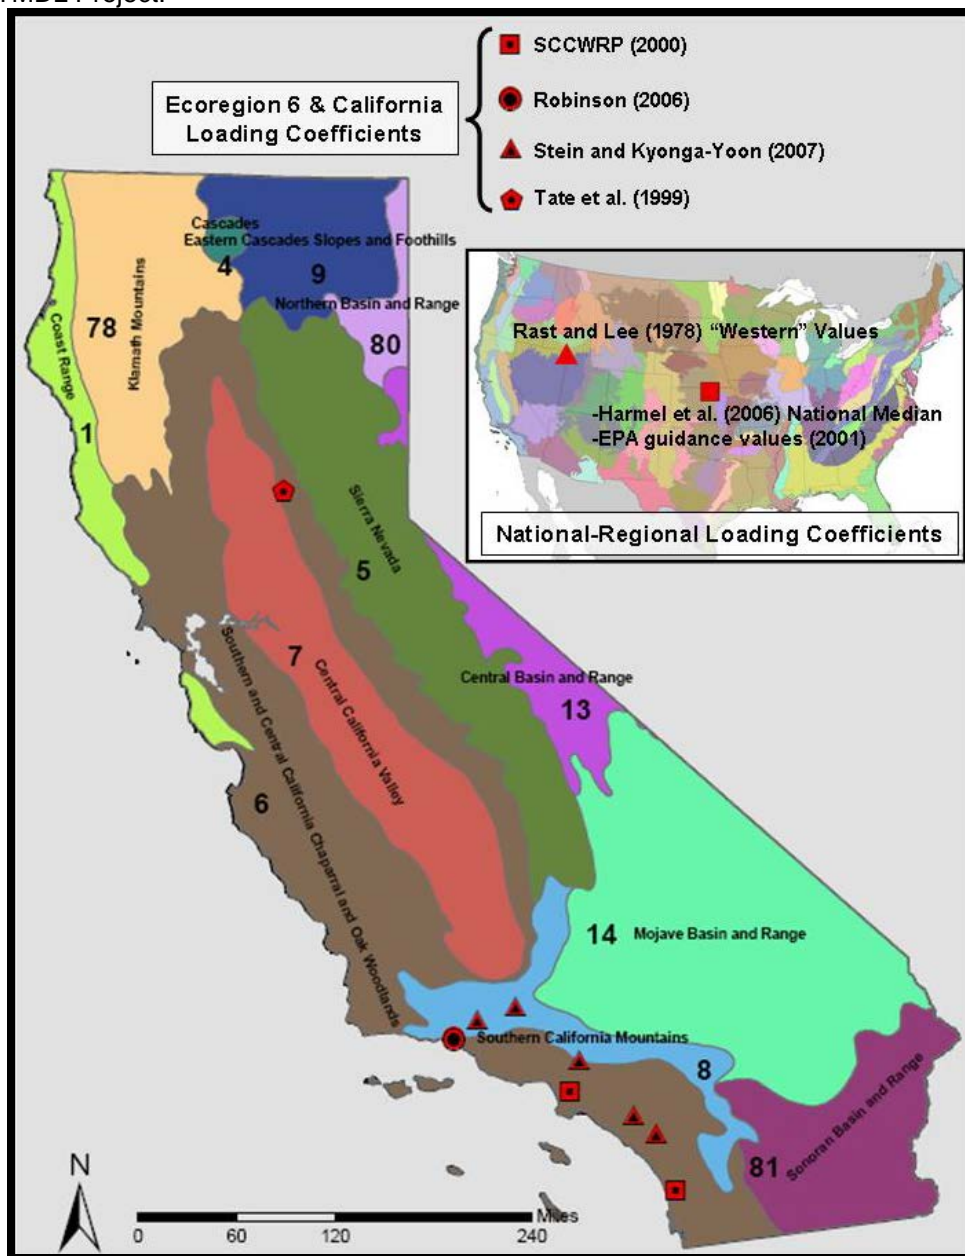 TMDL Project.
SCCWRP (2000)
Ecoregion 6 & California
Loading Coefficients
Robinson (2006)
Stein and Kyonga-Yoon (2007)
Tate et al. (1999)
Cascades
Eastern Cascades Slopes and Foothills
4
9
Northern Basin and Range
80
Klamath Mountains
78
Coast Range
1
Rast and Lee (1978) “Western” Values
-Harmel et al. (2006) National Median
-EPA guidance values (2001)
National-Regional Loading Coefficients
Sierra Nevada
5
7
Central California Valley
Southern and Central California Chaparral and Oak Woodlands
6
Central Basin and Range
13
14
Mojave Basin and Range
Southern California Mountains
8
81
Sonoran Basin and Range
N
Miles
0
60
120
240